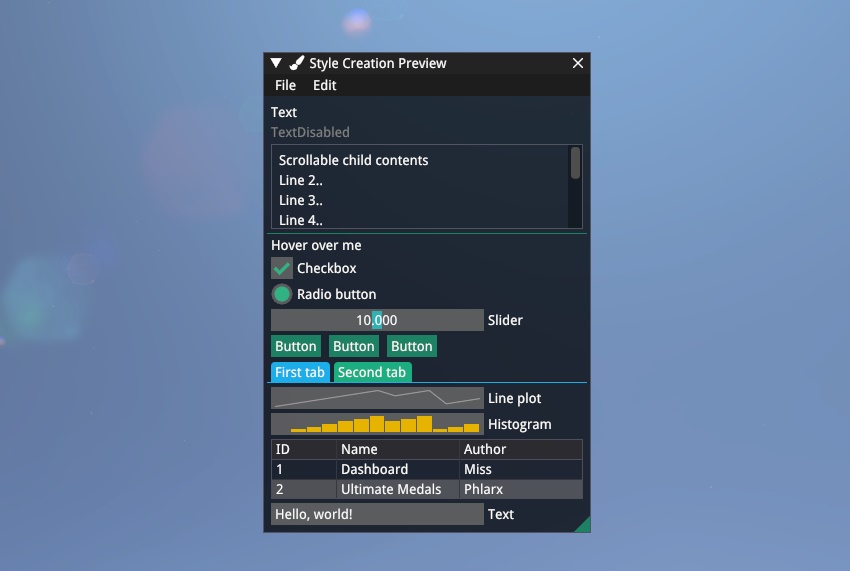 Style Creation Preview
File Edit
Text
TextDisabled
Scrollable child contents
Line 2..
Line 3..
Line 4..
Hover over me
Checkbox
Radio button
10.000 Slider
Button Button Button
First tab Second tab
Line plot
Histogram
ID Name Author
1 Dashboard Miss
2 Ultimate Medals Phlarx
Hello, world! Text